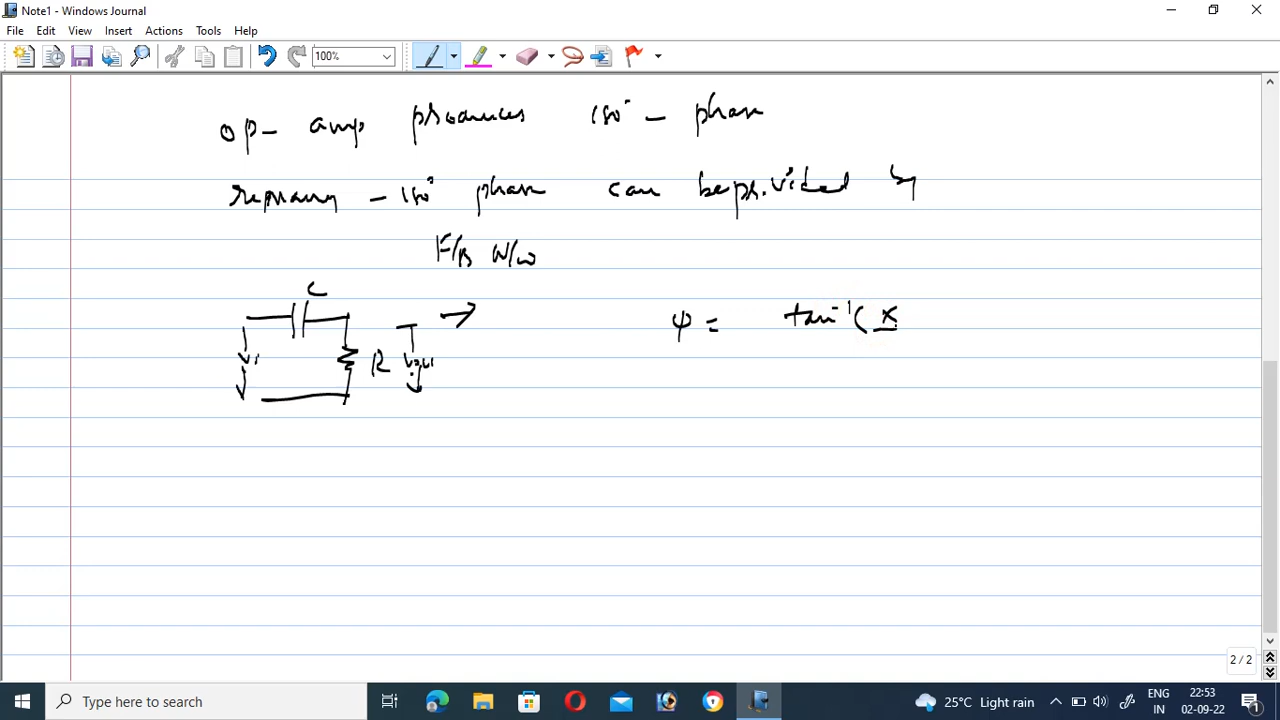 Note1 - Windows Journal
File Edit View Insert Actions Tools Help
100%
op- amp produces 180° - phase
remaining - 180° phase can be provided by
F/B N/W
C
Vi R
φ = tan⁻¹( X
2 / 2
Type here to search
25°C Light rain
ENG
IN
22:53
02-09-22
1